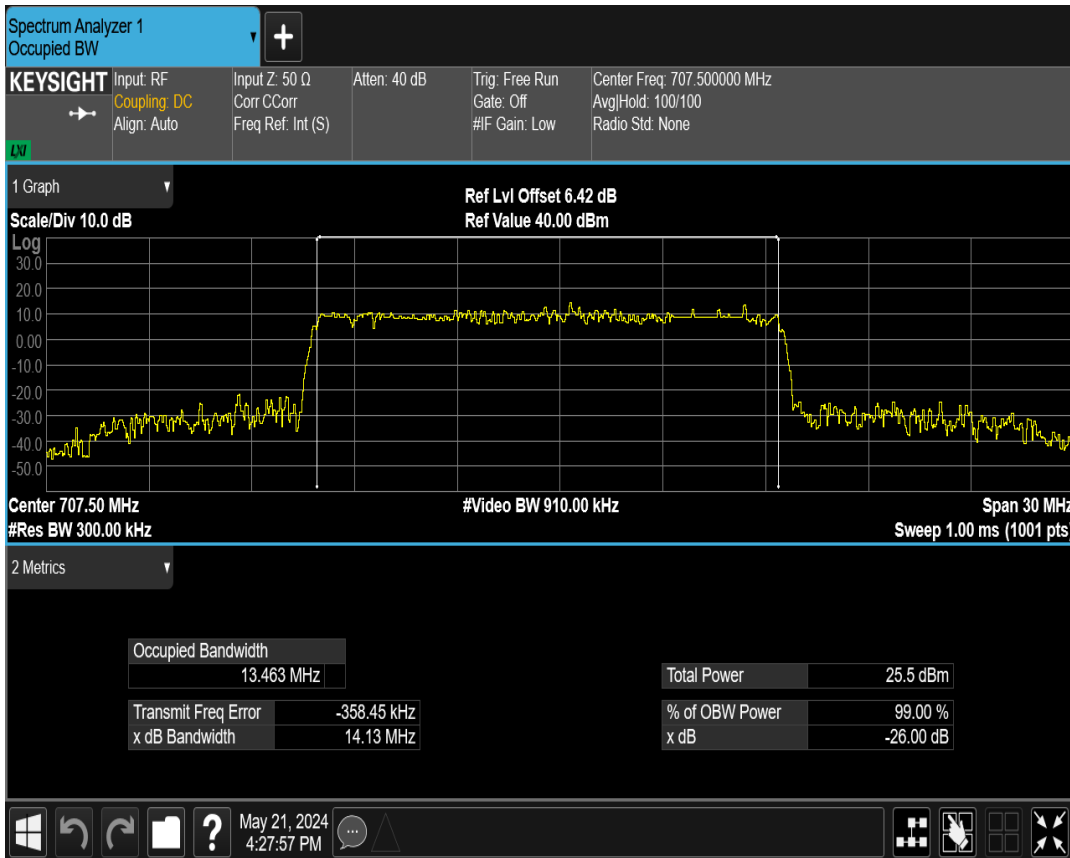 Spectrum Analyzer 1
Occupied BW
+
KEYSIGHT
Input: RF
Coupling: DC
Align: Auto
Input Z: 50 Ω
Corr CCorr
Freq Ref: Int (S)
Atten: 40 dB
Trig: Free Run
Gate: Off
#IF Gain: Low
Center Freq: 707.500000 MHz
Avg|Hold: 100/100
Radio Std: None
LXI
1 Graph
Scale/Div 10.0 dB
Ref Lvl Offset 6.42 dB
Ref Value 40.00 dBm
Log
30.0
20.0
10.0
0.00
-10.0
-20.0
-30.0
-40.0
-50.0
Center 707.50 MHz
#Video BW 910.00 kHz
Span 30 MHz
#Res BW 300.00 kHz
Sweep 1.00 ms (1001 pts)
2 Metrics
Occupied Bandwidth
13.463 MHz
Total Power 25.5 dBm
Transmit Freq Error -358.45 kHz
% of OBW Power 99.00 %
x dB Bandwidth 14.13 MHz
x dB -26.00 dB
?
May 21, 2024
4:27:57 PM